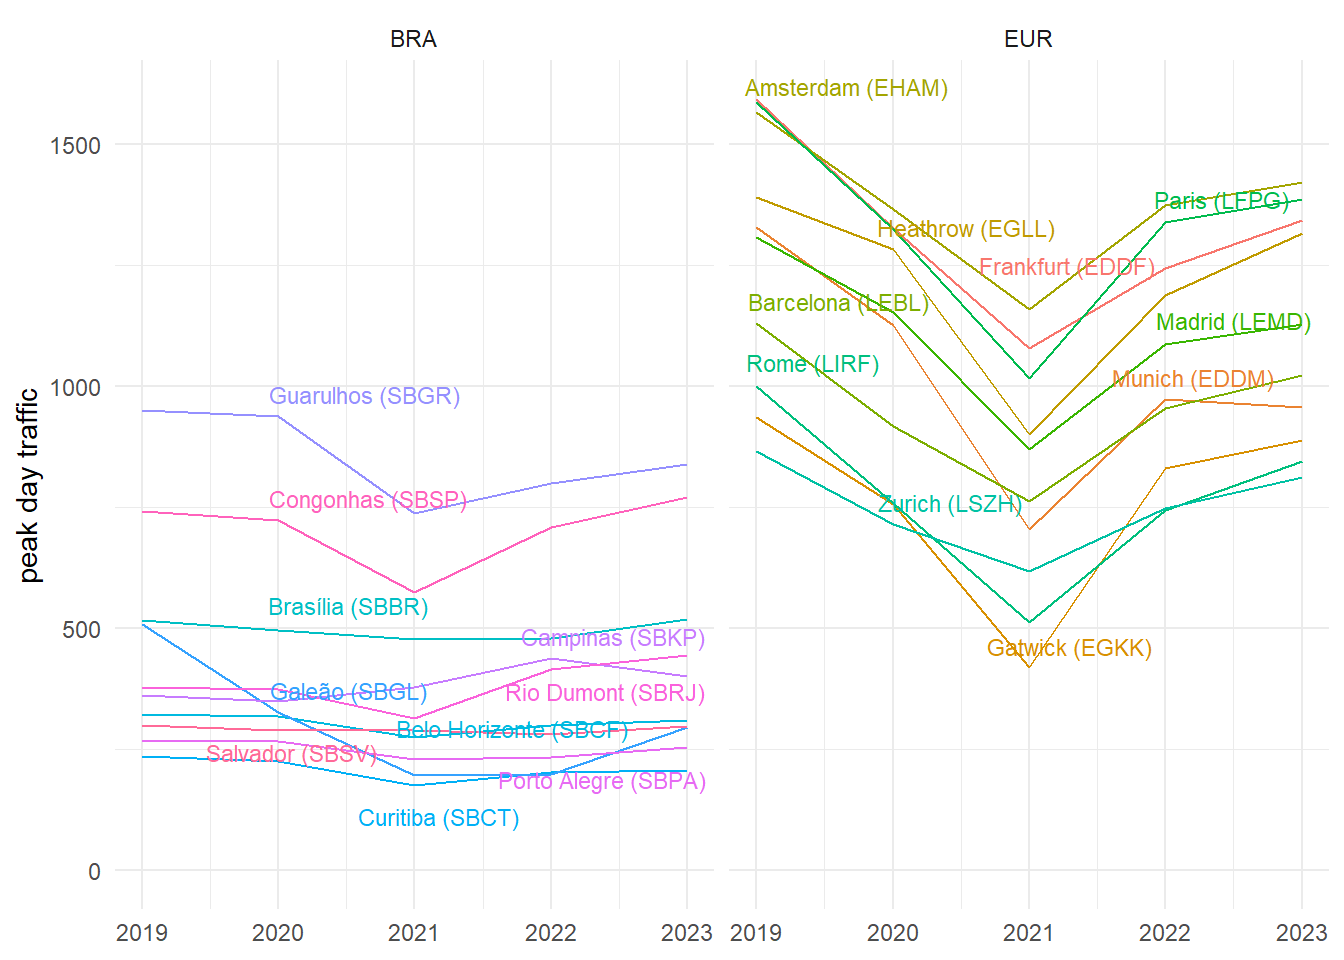 BRA
EUR
peak day traffic
1500
1000
500
0
Guarulhos (SBGR)
Congonhas (SBSP)
Brasília (SBBR)
Campinas (SBKP)
Galeão (SBGL)
Rio Dumont (SBRJ)
Belo Horizonte (SBCF)
Salvador (SBSV)
Porto Alegre (SBPA)
Curitiba (SBCT)
2019 2020 2021 2022 2023
Amsterdam (EHAM)
Paris (LFPG)
Heathrow (EGLL)
Frankfurt (EDDF)
Barcelona (LEBL)
Madrid (LEMD)
Rome (LIRF)
Munich (EDDM)
Zurich (LSZH)
Gatwick (EGKK)
2019 2020 2021 2022 2023